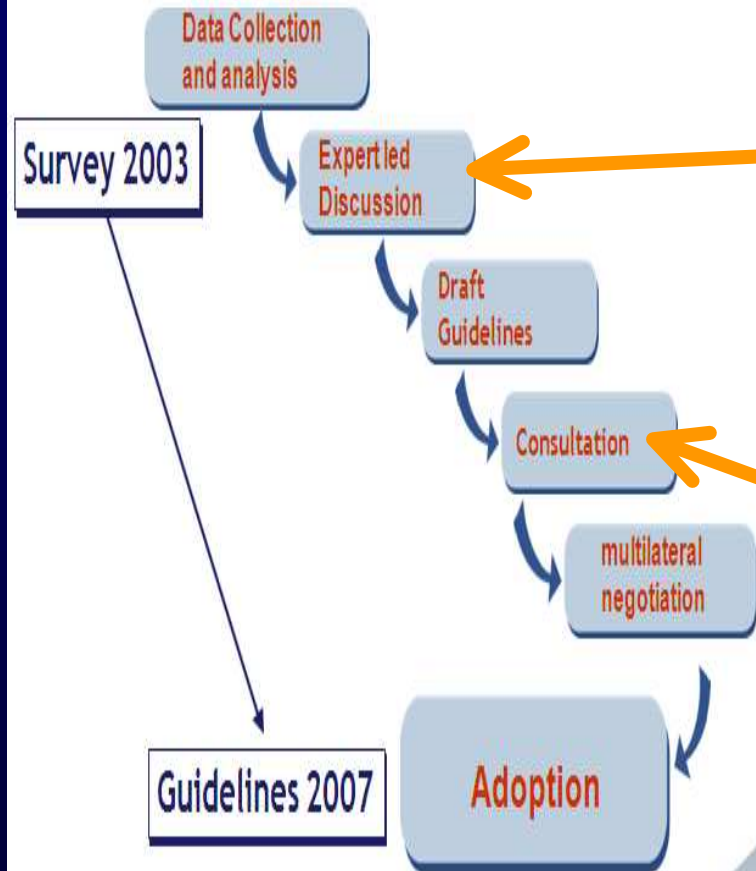 Data Collection
and analysis
Survey 2003
Expert led
Discussion
Draft
Guidelines
Consultation
multilateral
negotiation
Guidelines 2007
Adoption